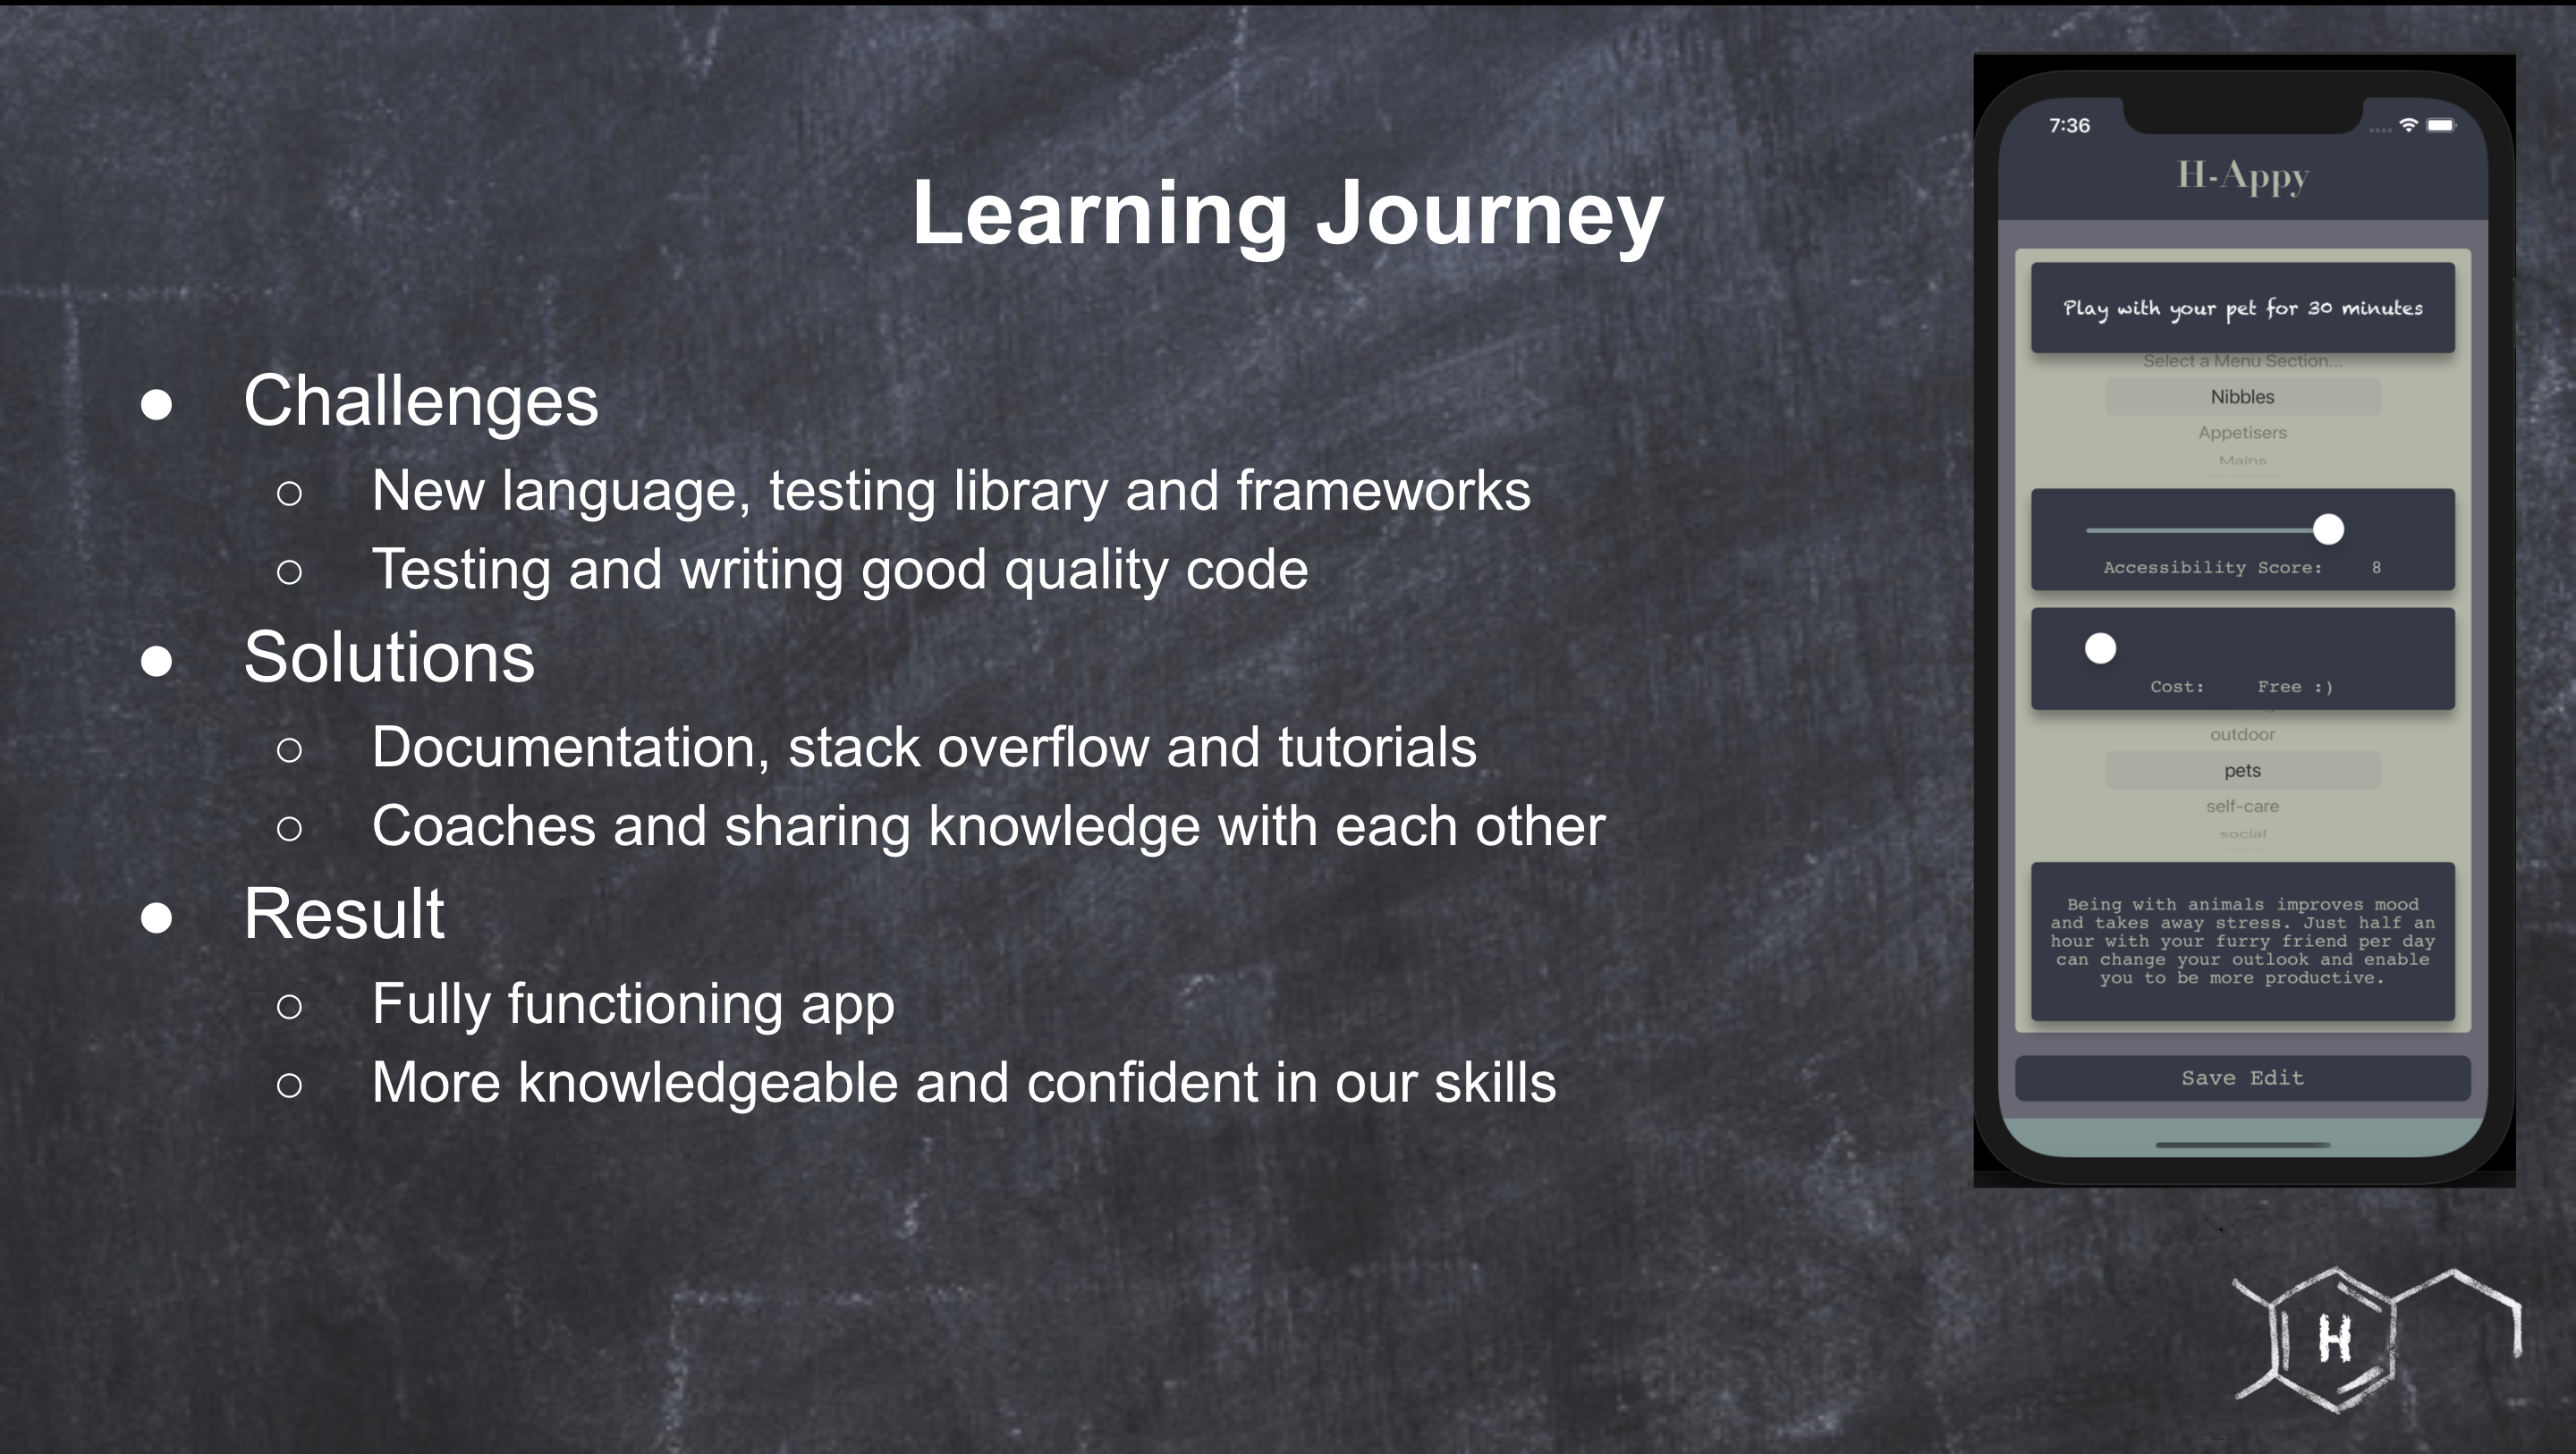 Learning Journey
● Challenges
○ New language, testing library and frameworks
○ Testing and writing good quality code
● Solutions
○ Documentation, stack overflow and tutorials
○ Coaches and sharing knowledge with each other
● Result
○ Fully functioning app
○ More knowledgeable and confident in our skills
7:36
H-Appy
Play with your pet for 30 minutes
Select a Menu Section...
Nibbles
Appetisers
Mains
Accessibility Score: 8
Cost: Free :)
outdoor
pets
self-care
social
Being with animals improves mood
and takes away stress. Just half an
hour with your furry friend per day
can change your outlook and enable
you to be more productive.
Save Edit
H